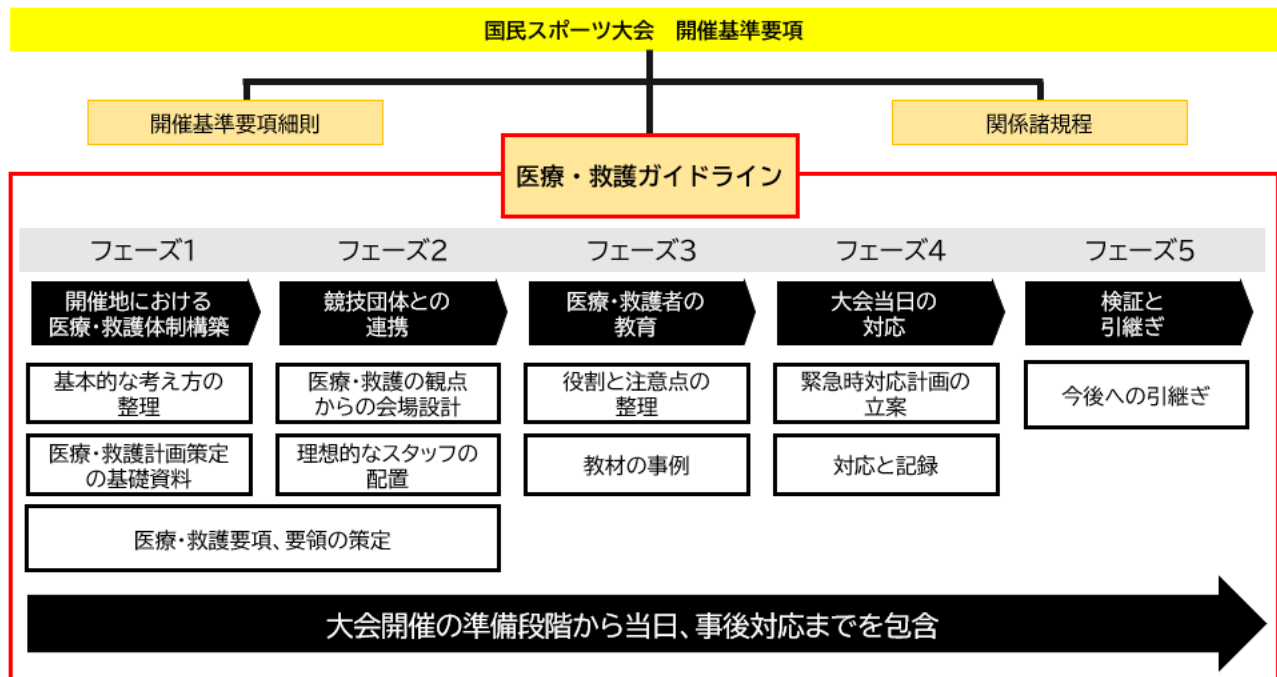 国民スポーツ大会　開催基準要項
開催基準要項細則
関係諸規程
医療・救護ガイドライン
フェーズ1
フェーズ2
フェーズ3
フェーズ4
フェーズ5
開催地における
医療・救護体制構築
競技団体との
連携
医療・救護者の
教育
大会当日の
対応
検証と
引継ぎ
基本的な考え方の
整理
医療・救護の観点
からの会場設計
役割と注意点の
整理
緊急時対応計画の
立案
今後への引継ぎ
医療・救護計画策定
の基礎資料
理想的なスタッフの
配置
教材の事例
対応と記録
医療・救護要項、要領の策定
大会開催の準備段階から当日、事後対応までを包含